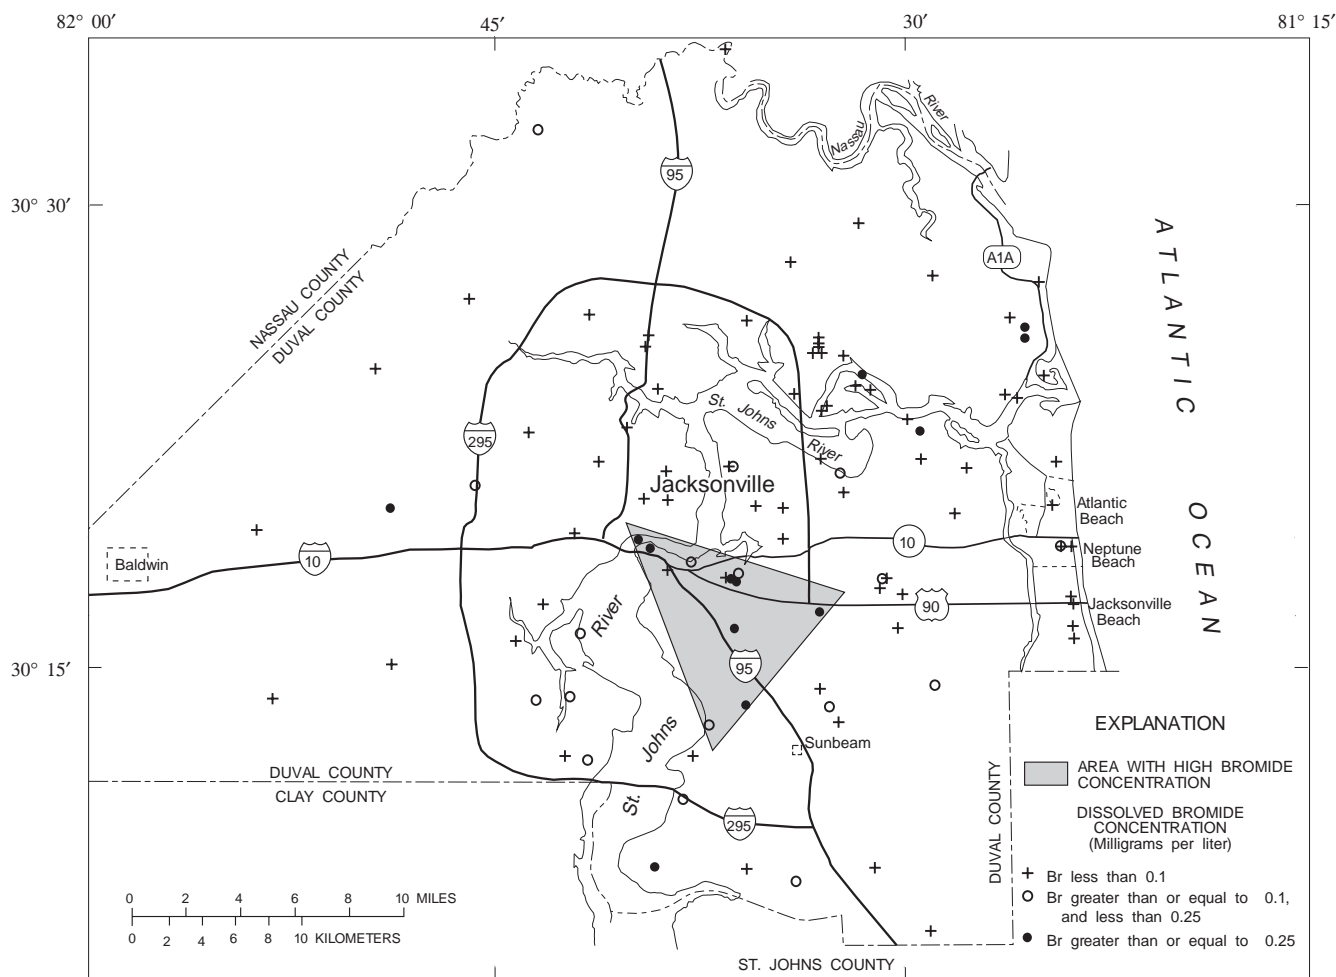 82° 00′
45′
30′
81° 15′
30° 30′
30° 15′
Nassau
River
95
A1A
NASSAU COUNTY
DUVAL COUNTY
ATLANTIC
OCEAN
295
St. Johns
River
Jacksonville
Atlantic
Beach
Baldwin
10
10
Neptune
Beach
90
Jacksonville
Beach
River
95
Johns
St.
Sunbeam
DUVAL COUNTY
CLAY COUNTY
295
DUVAL COUNTY
EXPLANATION
AREA WITH HIGH BROMIDE
CONCENTRATION
DISSOLVED BROMIDE
CONCENTRATION
(Milligrams per liter)
Br less than 0.1
Br greater than or equal to 0.1,
and less than 0.25
Br greater than or equal to 0.25
0 2 4 6 8 10 MILES
0 2 4 6 8 10 KILOMETERS
ST. JOHNS COUNTY